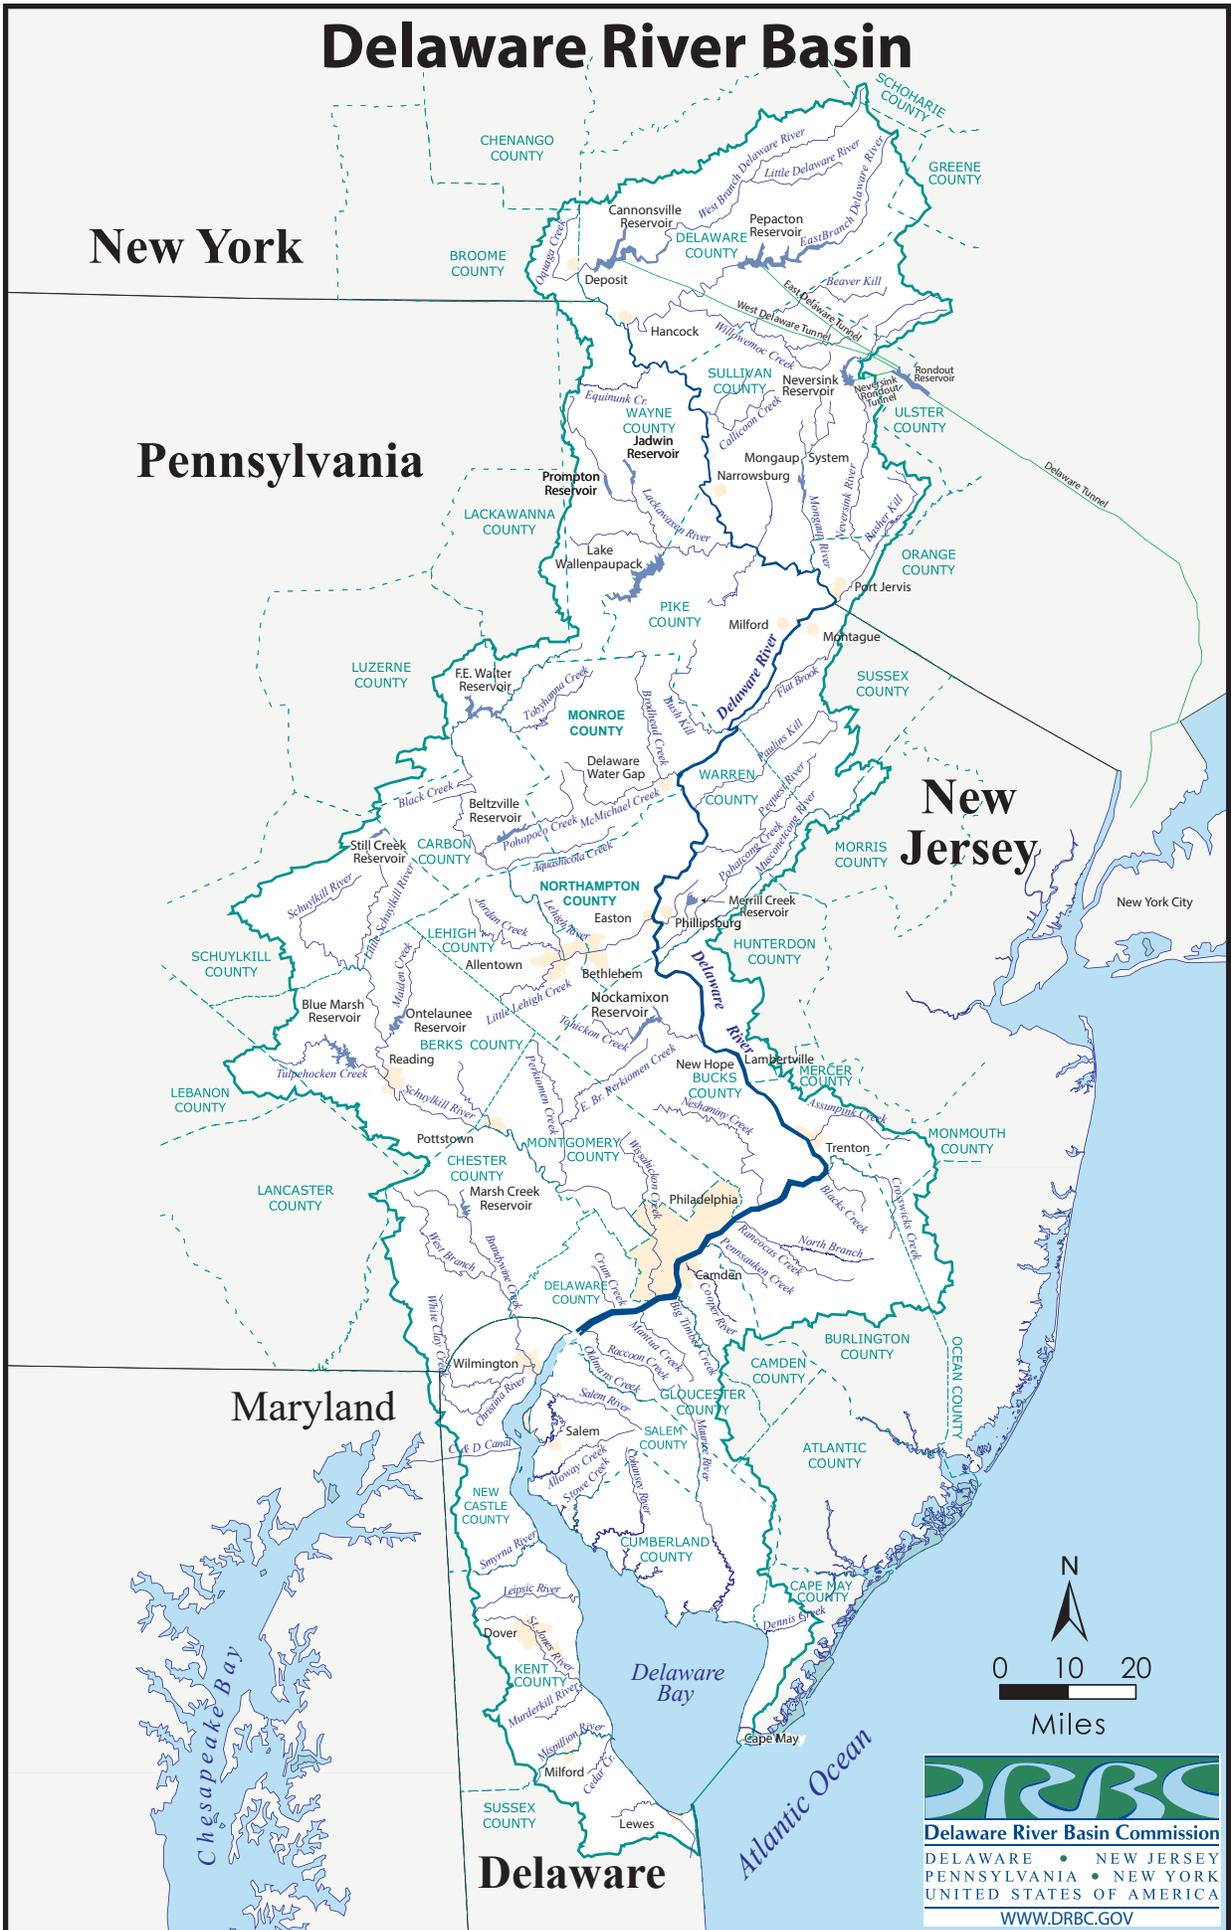 Delaware River Basin
SCHOHARIE
COUNTY
CHENANGO
COUNTY
GREENE
COUNTY
West Branch Delaware River
Little Delaware River
EastBranch Delaware River
Cannonsville
Reservoir
Pepacton
Reservoir
New York
DELAWARE
COUNTY
BROOME
COUNTY
Oquaga Creek
Deposit
Beaver Kill
East Delaware Tunnel
West Delaware Tunnel
Hancock
Willowemoc Creek
SULLIVAN
COUNTY
Neversink
Reservoir
Rondout
Reservoir
Neversink
Rondout
Tunnel
Equinunk Cr.
WAYNE
COUNTY
Callicoon Creek
ULSTER
COUNTY
Jadwin
Reservoir
Pennsylvania
Mongaup System
Delaware Tunnel
Prompton
Reservoir
Narrowsburg
Lackawaxen River
Mongaup River
Neversink River
Basher Kill
LACKAWANNA
COUNTY
Lake
Wallenpaupack
ORANGE
COUNTY
Port Jervis
PIKE
COUNTY
Milford
Montague
Delaware River
LUZERNE
COUNTY
F.E. Walter
Reservoir
Tobyhanna Creek
Brodhead Creek
Bush Kill
Flat Brook
SUSSEX
COUNTY
MONROE
COUNTY
Paulins Kill
Delaware
Water Gap
WARREN
COUNTY
Pequest River
New
Jersey
Black Creek
Beltzville
Reservoir
McMichael Creek
Pohopoco Creek
Aquashicola Creek
Pohatcong Creek
Musconetcong River
Still Creek
Reservoir
CARBON
COUNTY
MORRIS
COUNTY
Schuylkill River
Little Schuylkill River
NORTHAMPTON
COUNTY
Merrill Creek
Reservoir
New York City
Jordan Creek
Lehigh River
Easton
Phillipsburg
LEHIGH
COUNTY
HUNTERDON
COUNTY
SCHUYLKILL
COUNTY
Allentown
Bethlehem
Maiden Creek
Delaware
River
Little Lehigh Creek
Nockamixon
Reservoir
Blue Marsh
Reservoir
Ontelaunee
Reservoir
Tohickon Creek
BERKS COUNTY
Reading
Tulpehocken Creek
Perkiomen Creek
E. Br. Perkiomen Creek
New Hope
Lambertville
BUCKS
COUNTY
MERCER
COUNTY
LEBANON
COUNTY
Schuylkill River
Neshaminy Creek
Assunpink Creek
Pottstown
MONTGOMERY
COUNTY
Wissahickon Creek
Trenton
MONMOUTH
COUNTY
CHESTER
COUNTY
Marsh Creek
Reservoir
LANCASTER
COUNTY
Philadelphia
Blacks Creek
Crosswicks Creek
West Branch
Brandywine Creek
Rancocas Creek
North Branch
Pennsauken Creek
Crum Creek
Camden
DELAWARE
COUNTY
Cooper River
Big Timber Creek
White Clay Creek
Mantua Creek
Raccoon Creek
Oldmans Creek
BURLINGTON
COUNTY
OCEAN COUNTY
Wilmington
CAMDEN
COUNTY
Maryland
Christina River
Salem River
GLOUCESTER
COUNTY
C & D Canal
Salem
SALEM
COUNTY
Maurice River
ATLANTIC
COUNTY
Alloway Creek
Stowe Creek
Cohansey River
NEW
CASTLE
COUNTY
Smyrna River
CUMBERLAND
COUNTY
Leipsic River
CAPE MAY
COUNTY
Dennis Creek
Dover
St. Jones River
KENT
COUNTY
Delaware
Bay
Murderkill River
Mispillion River
Cape May
Milford
Cedar Cr.
Chesapeake Bay
Atlantic Ocean
SUSSEX
COUNTY
Lewes
Delaware
N
0 10 20
Miles
DRBC
Delaware River Basin Commission
DELAWARE • NEW JERSEY
PENNSYLVANIA • NEW YORK
UNITED STATES OF AMERICA
WWW.DRBC.GOV